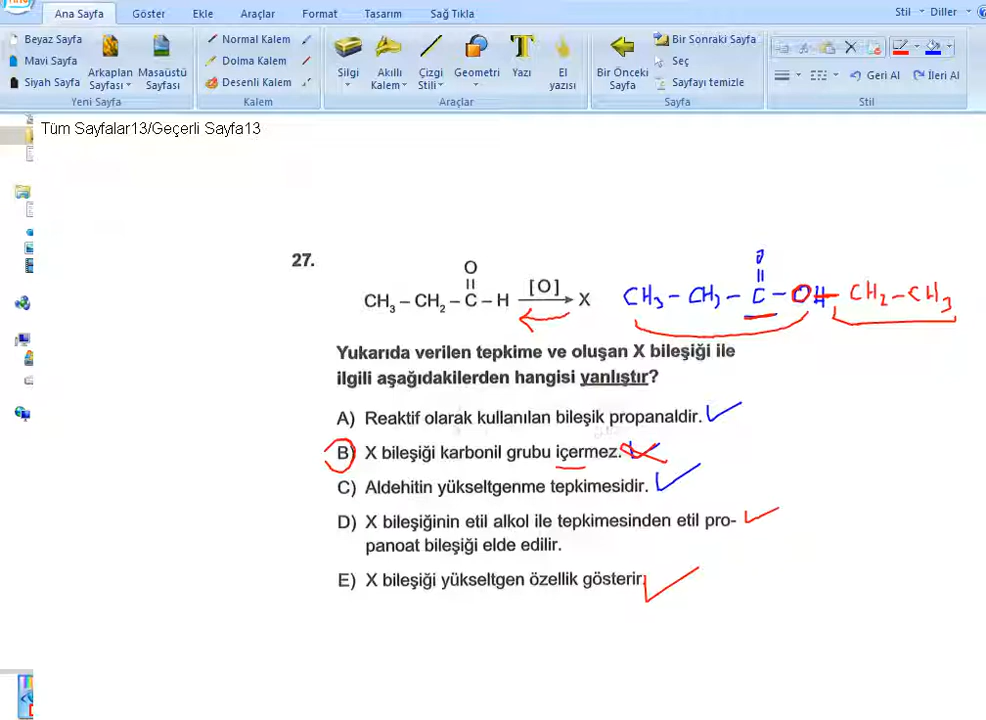 Ana Sayfa Göster Ekle Araçlar Format Tasarım Sağ Tıkla Stil Diller
Beyaz Sayfa
Mavi Sayfa
Siyah Sayfa
Arkaplan Sayfası
Masaüstü Sayfası
Yeni Sayfa
Normal Kalem
Dolma Kalem
Desenli Kalem
Kalem
Silgi
Akıllı Kalem
Çizgi Stili
Geometri
Yazı
El yazısı
Araçlar
Bir Önceki Sayfa
Bir Sonraki Sayfa
Seç
Sayfayı temizle
Sayfa
Geri Al
İleri Al
Stil
Tüm Sayfalar13/Geçerli Sayfa13
27.
O
CH3 – CH2 – C – H [O] X
O
CH3 – CH2 – C – OH – CH2 – CH3
Yukarıda verilen tepkime ve oluşan X bileşiği ile
ilgili aşağıdakilerden hangisi yanlıştır?
A) Reaktif olarak kullanılan bileşik propanaldir.
B) X bileşiği karbonil grubu içermez.
C) Aldehitin yükseltgenme tepkimesidir.
D) X bileşiğinin etil alkol ile tepkimesinden etil pro-
panoat bileşiği elde edilir.
E) X bileşiği yükseltgen özellik gösterir.